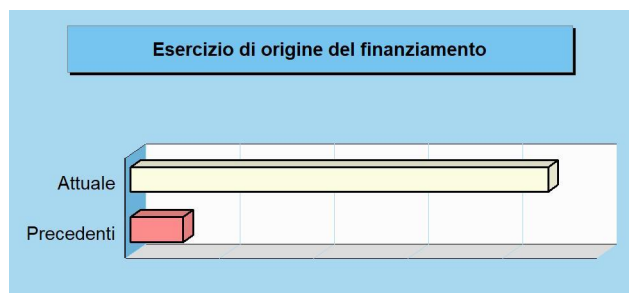 Esercizio di origine del finanziamento
Attuale
Precedenti